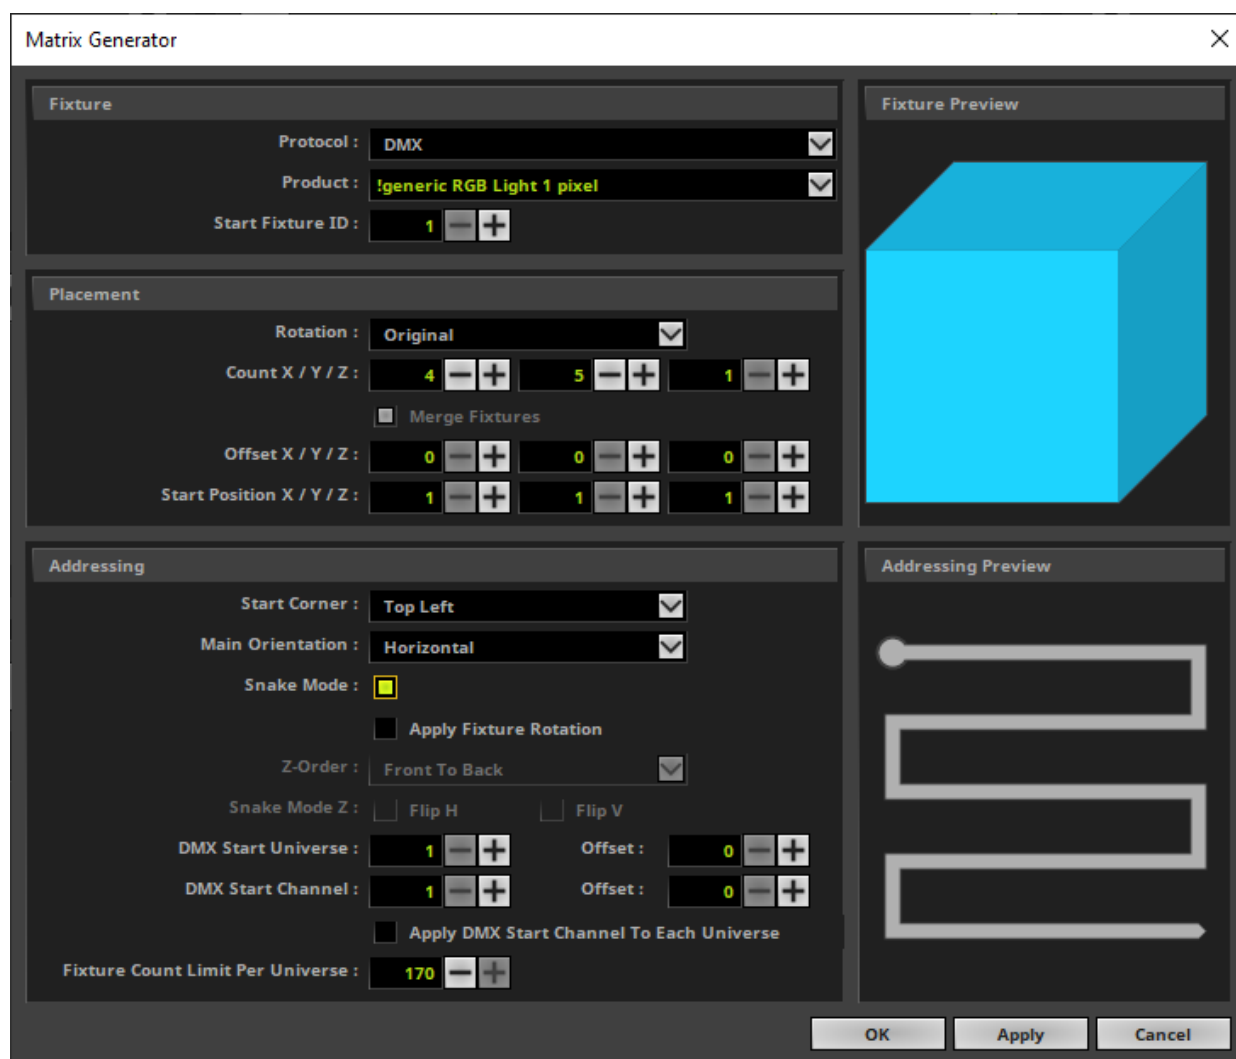 Matrix Generator
Fixture
Protocol : DMX
Product : !generic RGB Light 1 pixel
Start Fixture ID : 1
Placement
Rotation : Original
Count X / Y / Z : 4 5 1
Merge Fixtures
Offset X / Y / Z : 0 0 0
Start Position X / Y / Z : 1 1 1
Addressing
Start Corner : Top Left
Main Orientation : Horizontal
Snake Mode :
Apply Fixture Rotation
Z-Order : Front To Back
Snake Mode Z : Flip H Flip V
DMX Start Universe : 1 Offset : 0
DMX Start Channel : 1 Offset : 0
Apply DMX Start Channel To Each Universe
Fixture Count Limit Per Universe : 170
Fixture Preview
Addressing Preview
OK Apply Cancel